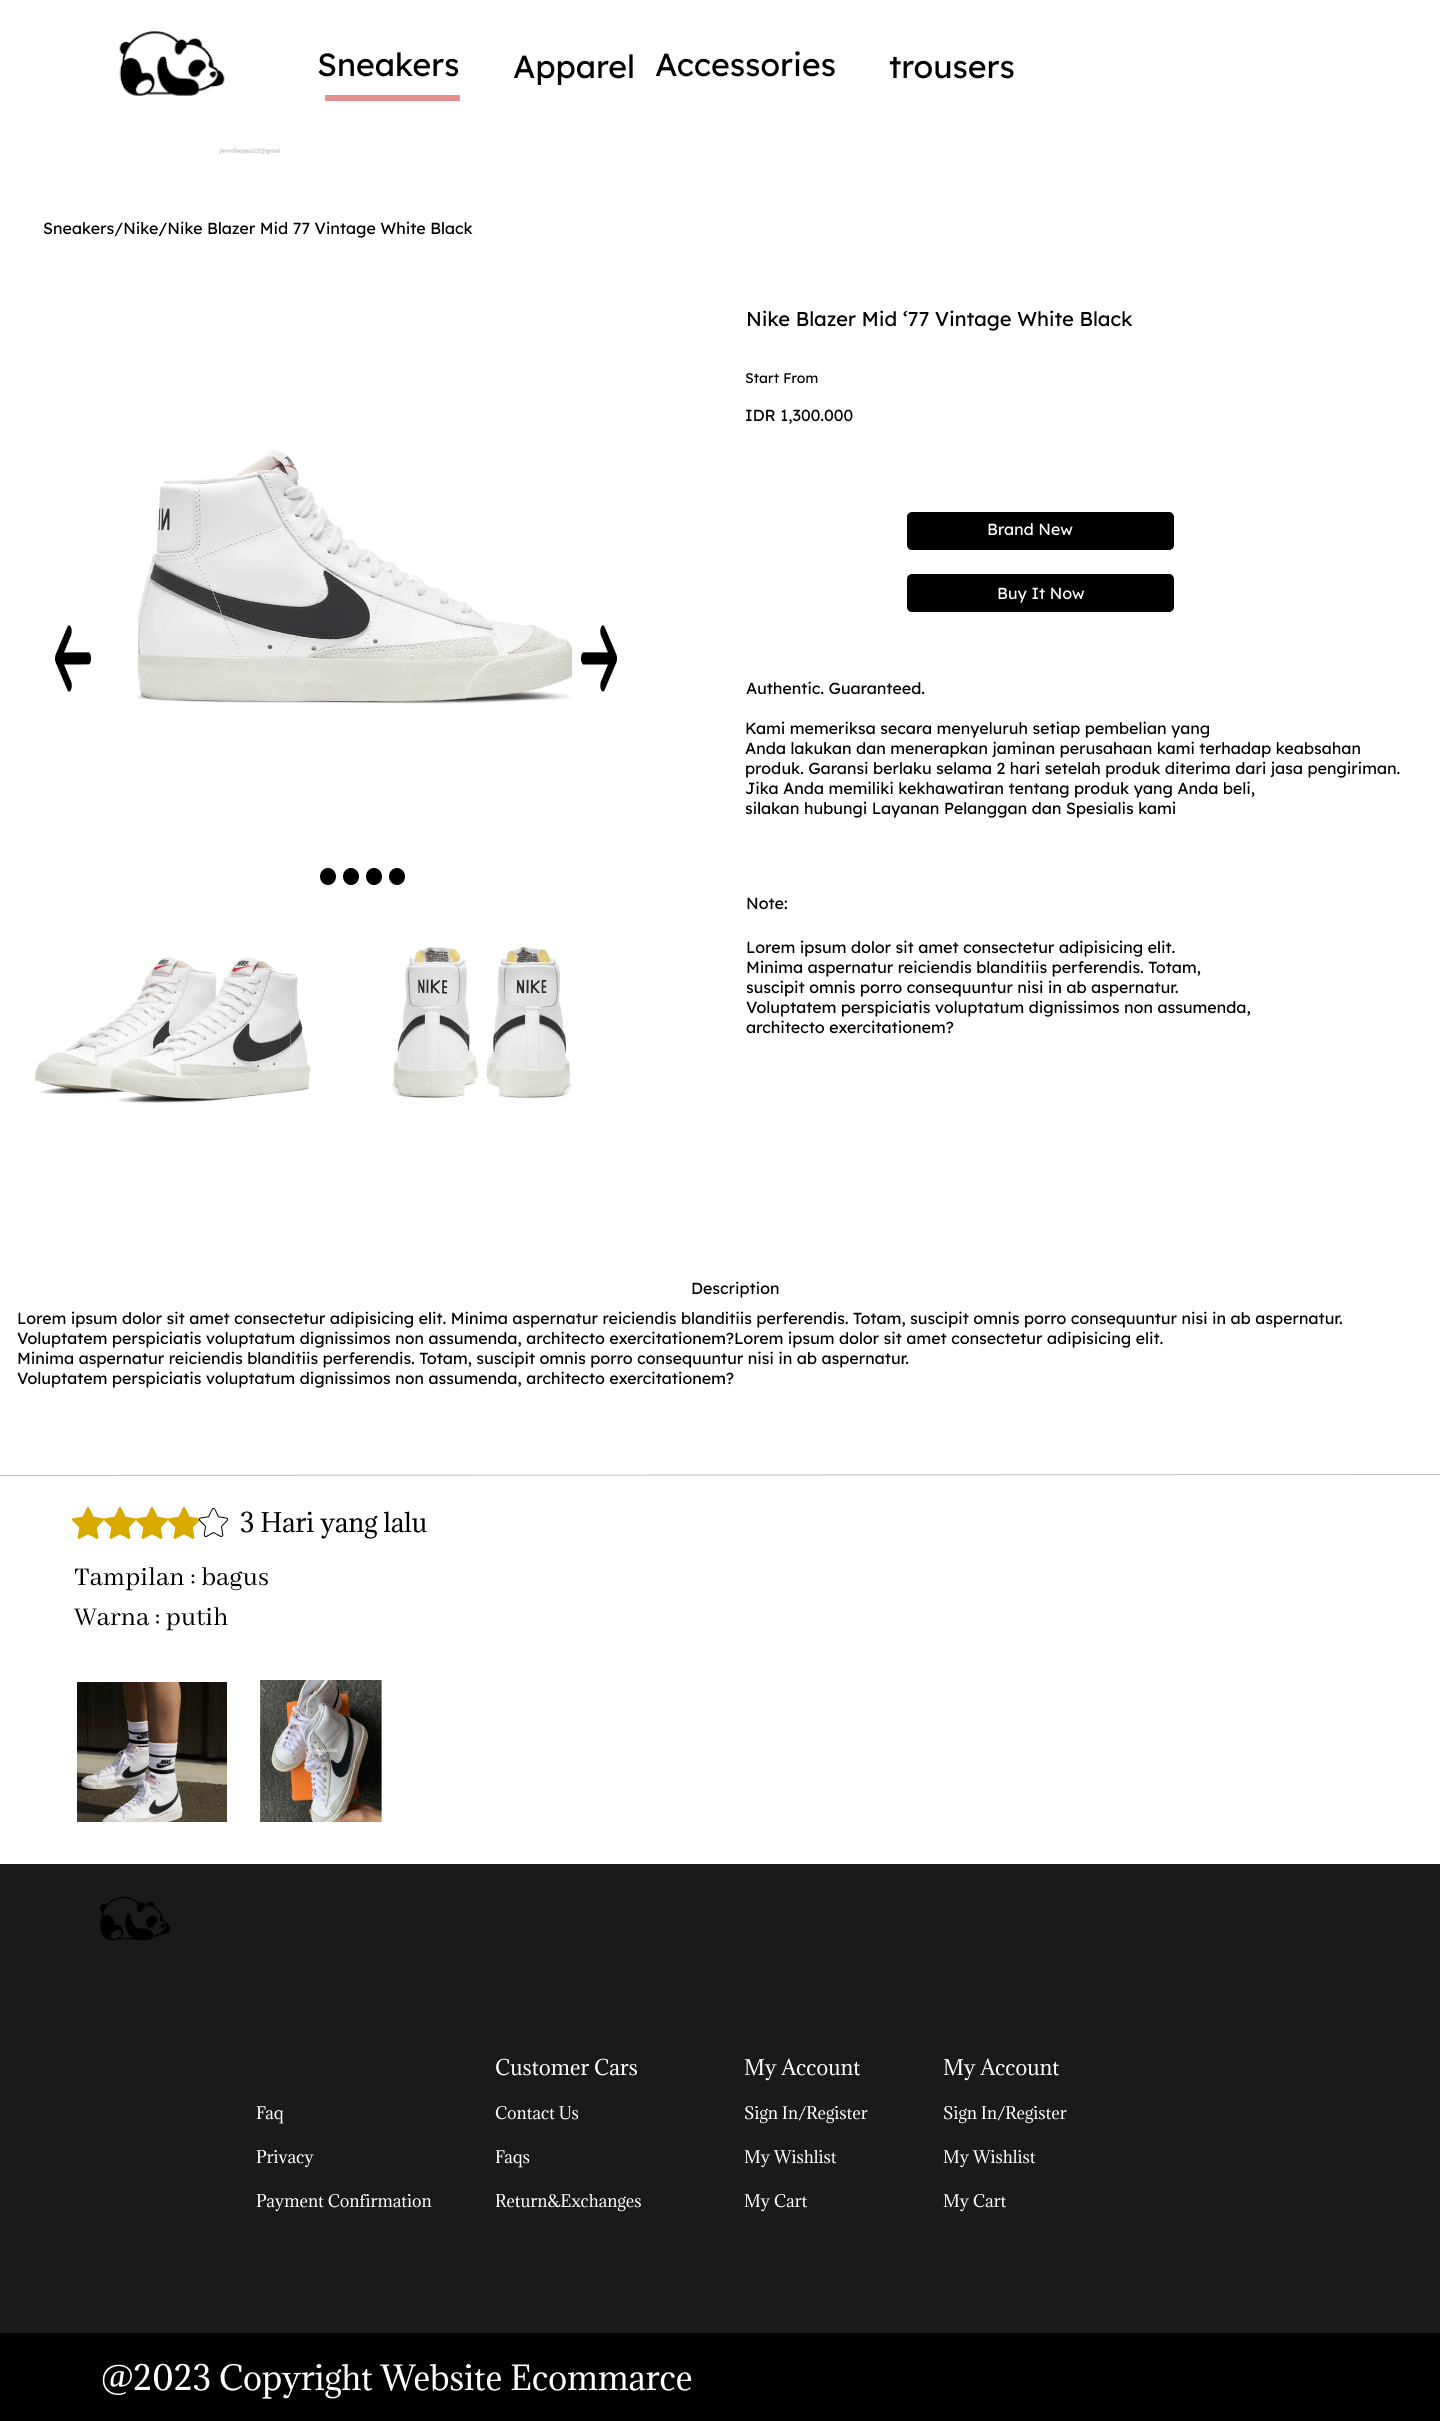 Sneakers
Apparel
Accessories
trousers
Sneakers/Nike/Nike Blazer Mid 77 Vintage White Black
Nike Blazer Mid ‘77 Vintage White Black
Start From
IDR 1,300.000
Brand New
Buy It Now
Authentic. Guaranteed.
Kami memeriksa secara menyeluruh setiap pembelian yang
Anda lakukan dan menerapkan jaminan perusahaan kami terhadap keabsahan
produk. Garansi berlaku selama 2 hari setelah produk diterima dari jasa pengiriman.
Jika Anda memiliki kekhawatiran tentang produk yang Anda beli,
silakan hubungi Layanan Pelanggan dan Spesialis kami
NIKE
NIKE
Note:
Lorem ipsum dolor sit amet consectetur adipisicing elit.
Minima aspernatur reiciendis blanditiis perferendis. Totam,
suscipit omnis porro consequuntur nisi in ab aspernatur.
Voluptatem perspiciatis voluptatum dignissimos non assumenda,
architecto exercitationem?
Description
Lorem ipsum dolor sit amet consectetur adipisicing elit. Minima aspernatur reiciendis blanditiis perferendis. Totam, suscipit omnis porro consequuntur nisi in ab aspernatur.
Voluptatem perspiciatis voluptatum dignissimos non assumenda, architecto exercitationem?Lorem ipsum dolor sit amet consectetur adipisicing elit.
Minima aspernatur reiciendis blanditiis perferendis. Totam, suscipit omnis porro consequuntur nisi in ab aspernatur.
Voluptatem perspiciatis voluptatum dignissimos non assumenda, architecto exercitationem?
3 Hari yang lalu
Tampilan : bagus
Warna : putih
Faq
Privacy
Payment Confirmation
Customer Cars
Contact Us
Faqs
Return&Exchanges
My Account
Sign In/Register
My Wishlist
My Cart
My Account
Sign In/Register
My Wishlist
My Cart
@2023 Copyright Website Ecommarce